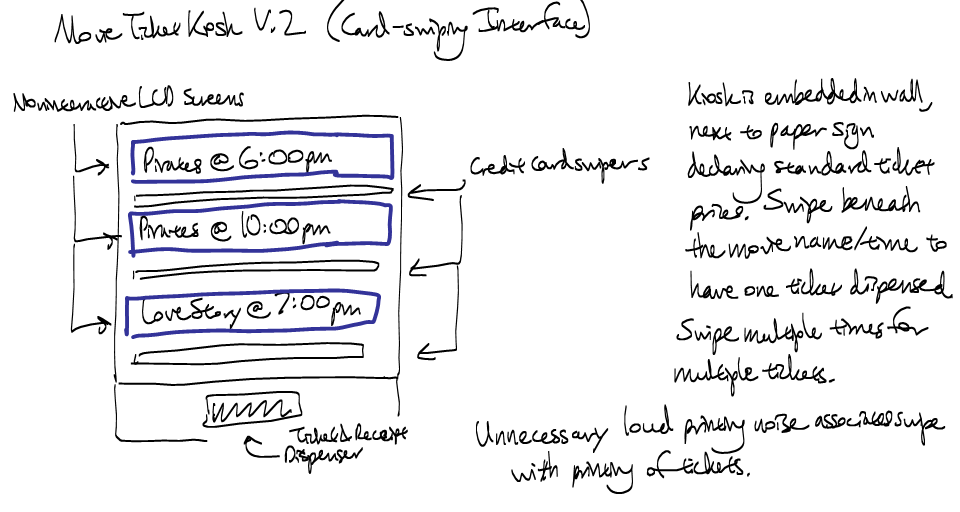 Movie Ticket Kiosk V.2 (Card-swiping Interface)
Noninteractive LCD Screens
Pirates @ 6:00pm
Pirates @ 10:00pm
Love Story @ 7:00pm
Credit card swipers
Ticket & Receipt
Dispenser
Kiosk is embedded in wall,
next to paper sign
declaring standard ticket
prices. Swipe beneath
the movie name/time to
have one ticket dispensed
Swipe multiple times for
multiple tickets.
Unnecessary loud printing noise associates swipe
with printing of tickets.